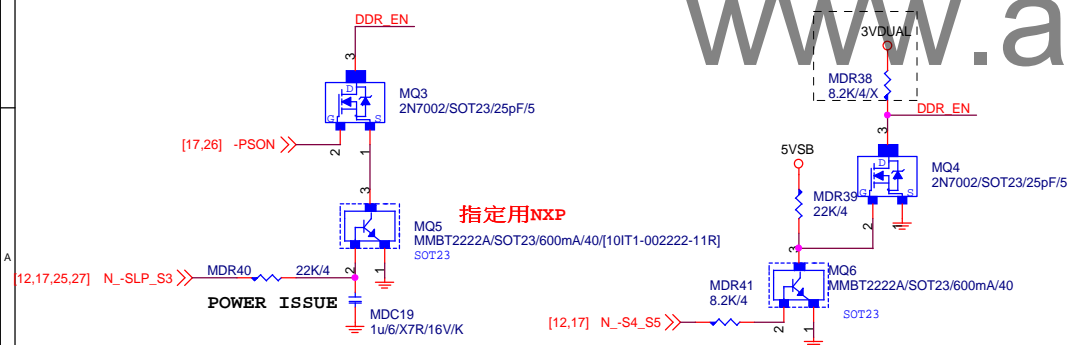 www.a
DDR_EN
3
D
G
S
MQ3
2N7002/SOT23/25pF/5
[17,26] -PSON
2
1
3
指定用NXP
MQ5
MMBT2222A/SOT23/600mA/40/[10IT1-002222-11R]
SOT23
[12,17,25,27] N_-SLP_S3
MDR40
22K/4
2
1
POWER ISSUE
MDC19
1u/6/X7R/16V/K
A
3VDUAL
MDR38
8.2K/4/X
DDR_EN
3
D
G
S
MQ4
2N7002/SOT23/25pF/5
5VSB
MDR39
22K/4
2
1
3
MQ6
MMBT2222A/SOT23/600mA/40
SOT23
MDR41
8.2K/4
[12,17] N_-S4_S5
2
1